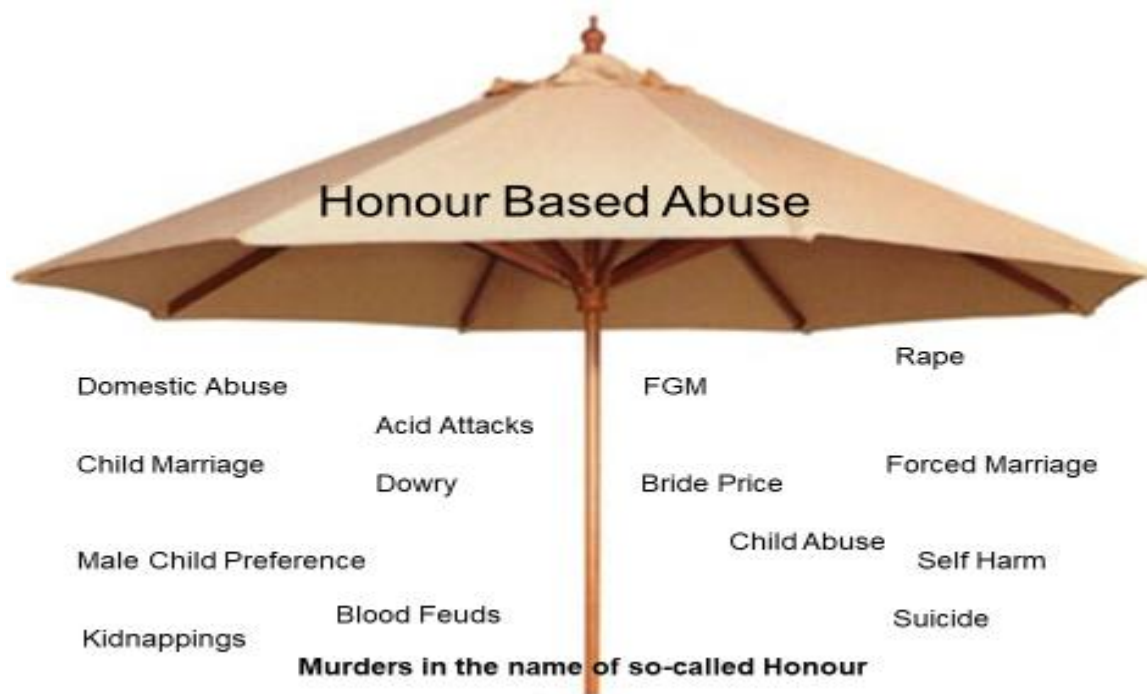 Honour Based Abuse
Rape
Domestic Abuse
FGM
Acid Attacks
Child Marriage
Forced Marriage
Dowry
Bride Price
Child Abuse
Male Child Preference
Self Harm
Blood Feuds
Suicide
Kidnappings
Murders in the name of so-called Honour